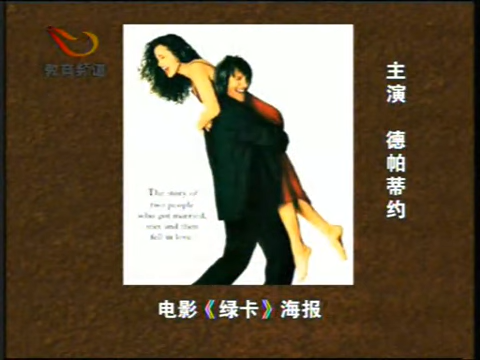 教育频道
主演 德帕蒂约
The story of
two people
who got married,
met and then
fell in love.
电影《绿卡》海报